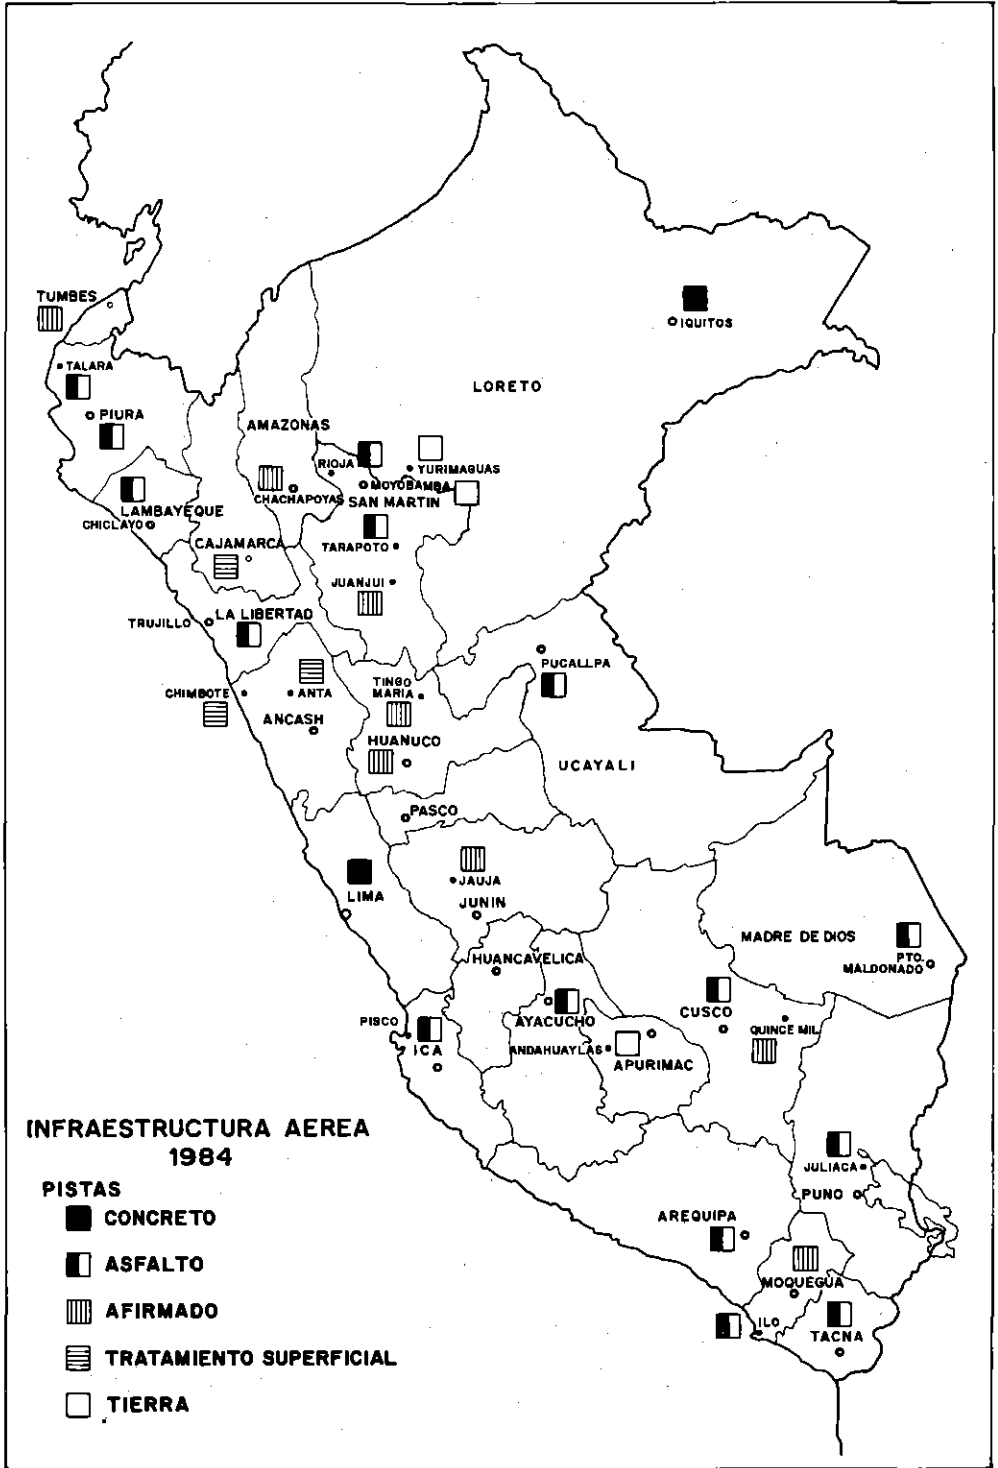 TUMBES
IQUITOS
TALARA
LORETO
PIURA
AMAZONAS
RIOJA
YURIMAGUAS
MOYOBAMBA
CHACHAPOYAS
SAN MARTIN
LAMBAYEQUE
CHICLAYO
CAJAMARCA
TARAPOTO
JUANJUI
LA LIBERTAD
TRUJILLO
PUCALLPA
TINGO
MARIA
CHIMBOTE
ANTA
ANCASH
HUANUCO
UCAYALI
PASCO
JAUJA
LIMA
JUNIN
MADRE DE DIOS
PTO.
MALDONADO
HUANCAVELICA
CUSCO
QUINCE MIL
PISCO
AYACUCHO
ICA
ANDAHUAYLAS
APURIMAC
INFRAESTRUCTURA AEREA
1984
JULIACA
PUNO
PISTAS
CONCRETO
AREQUIPA
ASFALTO
MOQUEGUA
AFIRMADO
ILO
TACNA
TRATAMIENTO SUPERFICIAL
TIERRA